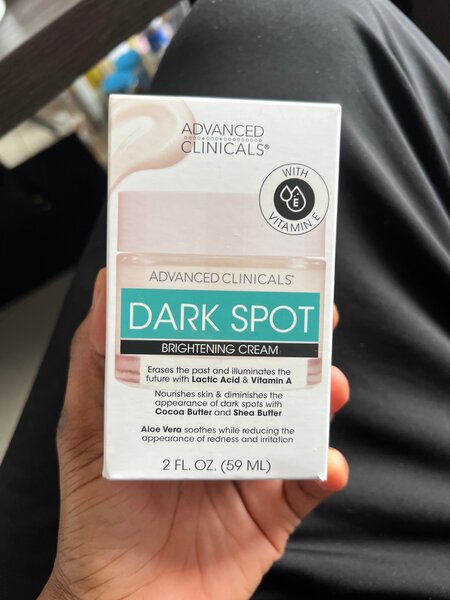 ADVANCED
CLINICALS®
WITH
E
VITAMIN E
ADVANCED CLINICALS®
DARK SPOT
BRIGHTENING CREAM
Erases the past and illuminates the
future with Lactic Acid & Vitamin A
Nourishes skin & diminishes the
appearance of dark spots with
Cocoa Butter and Shea Butter
Aloe Vera soothes while reducing the
appearance of redness and irritation
2 FL. OZ. (59 ML)